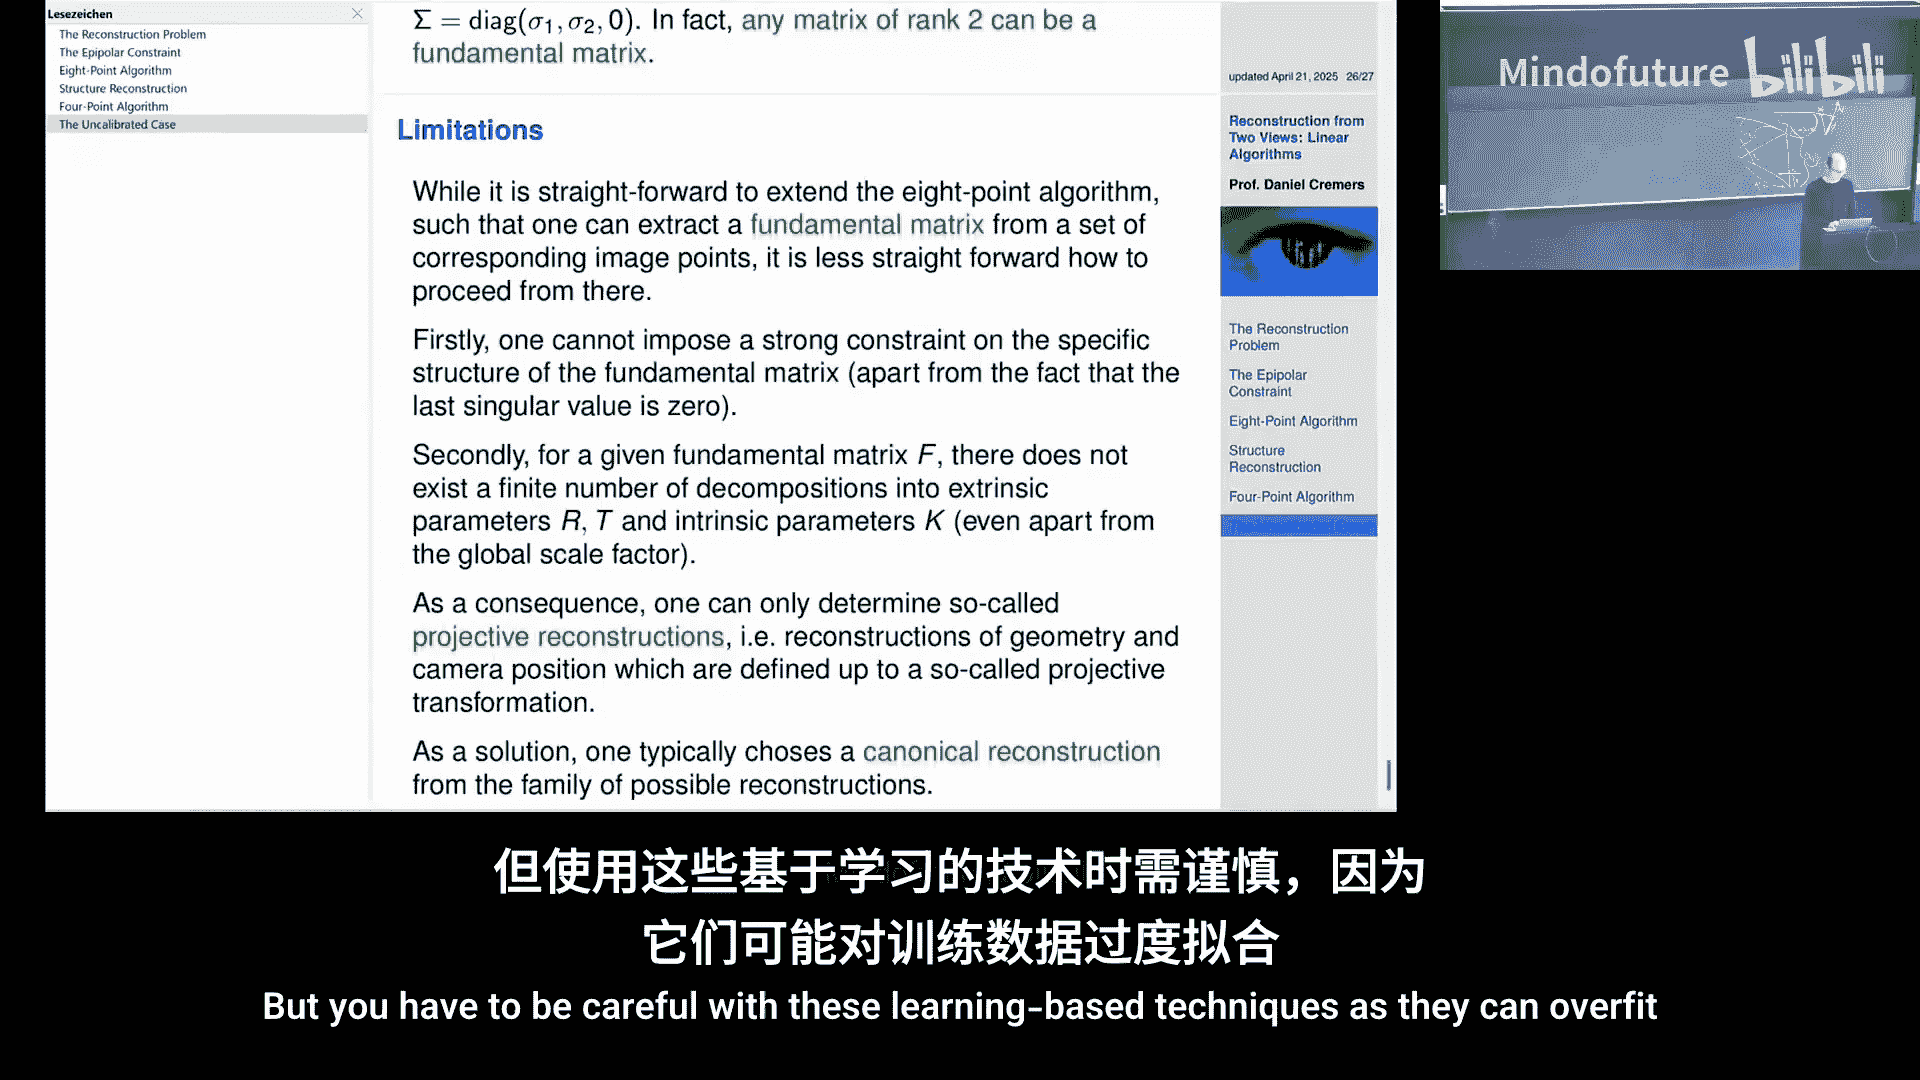 Lesezeichen
The Reconstruction Problem
The Epipolar Constraint
Eight-Point Algorithm
Structure Reconstruction
Four-Point Algorithm
The Uncalibrated Case
Σ = diag(σ₁, σ₂, 0). In fact, any matrix of rank 2 can be a
fundamental matrix.
Limitations
While it is straight-forward to extend the eight-point algorithm,
such that one can extract a fundamental matrix from a set of
corresponding image points, it is less straight forward how to
proceed from there.
Firstly, one cannot impose a strong constraint on the specific
structure of the fundamental matrix (apart from the fact that the
last singular value is zero).
Secondly, for a given fundamental matrix F, there does not
exist a finite number of decompositions into extrinsic
parameters R, T and intrinsic parameters K (even apart from
the global scale factor).
As a consequence, one can only determine so-called
projective reconstructions, i.e. reconstructions of geometry and
camera position which are defined up to a so-called projective
transformation.
As a solution, one typically choses a canonical reconstruction
from the family of possible reconstructions.
updated April 21, 2025 26/27
Reconstruction from
Two Views: Linear
Algorithms
Prof. Daniel Cremers
The Reconstruction
Problem
The Epipolar
Constraint
Eight-Point Algorithm
Structure
Reconstruction
Four-Point Algorithm
Mindofuture bilibili
但使用这些基于学习的技术时需谨慎，因为
它们可能对训练数据过度拟合
But you have to be careful with these learning-based techniques as they can overfit